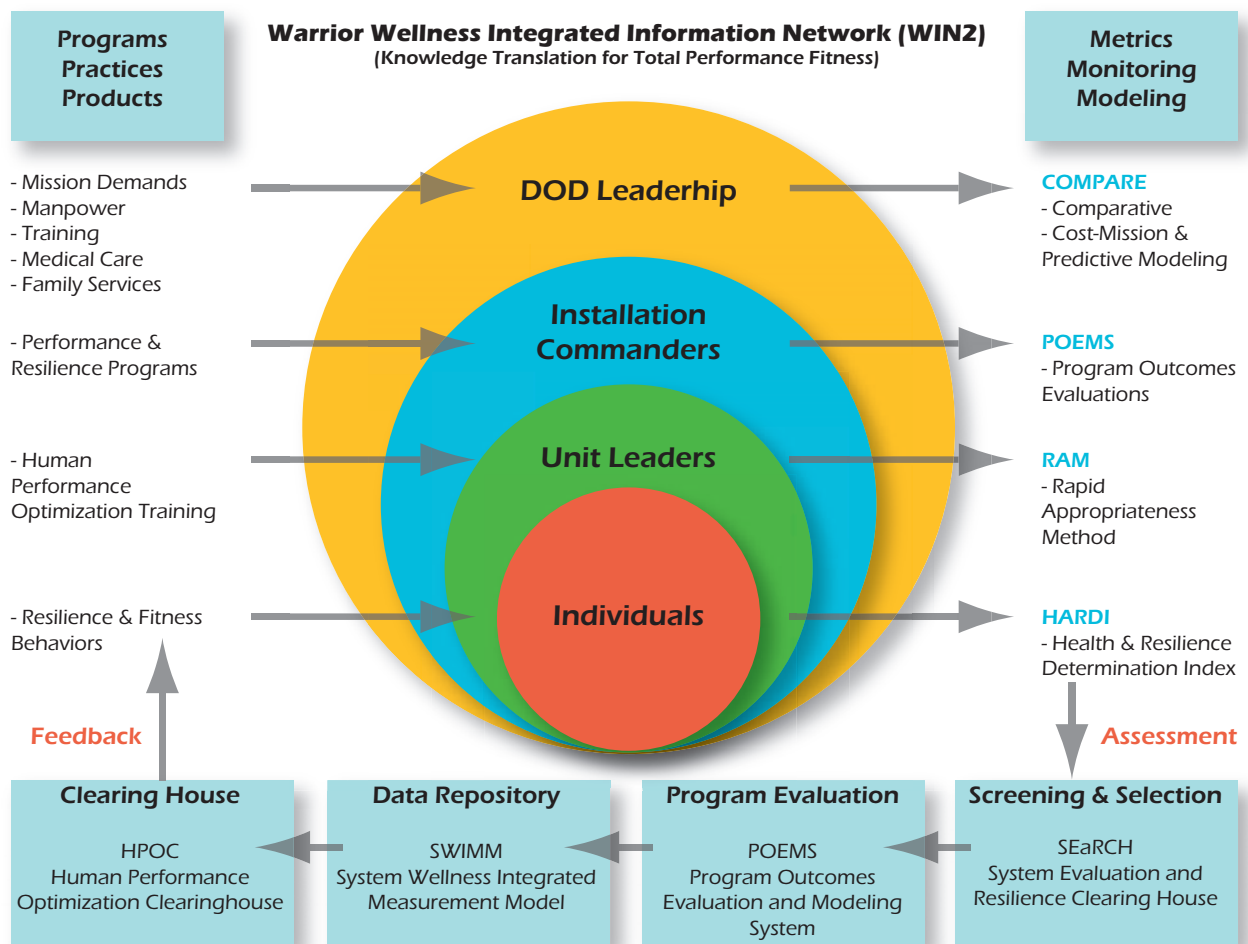 Programs
Practices
Products
Warrior Wellness Integrated Information Network (WIN2)
(Knowledge Translation for Total Performance Fitness)
Metrics
Monitoring
Modeling
- Mission Demands
- Manpower
- Training
- Medical Care
- Family Services
DOD Leaderhip
COMPARE
- Comparative
- Cost-Mission &
Predictive Modeling
- Performance &
Resilience Programs
Installation
Commanders
POEMS
- Program Outcomes
Evaluations
- Human
Performance
Optimization Training
Unit Leaders
RAM
- Rapid
Appropriateness
Method
- Resilience & Fitness
Behaviors
Individuals
HARDI
- Health & Resilience
Determination Index
Feedback
Assessment
Clearing House
HPOC
Human Performance
Optimization Clearinghouse
Data Repository
SWIMM
System Wellness Integrated
Measurement Model
Program Evaluation
POEMS
Program Outcomes
Evaluation and Modeling
System
Screening & Selection
SEaRCH
System Evaluation and
Resilience Clearing House